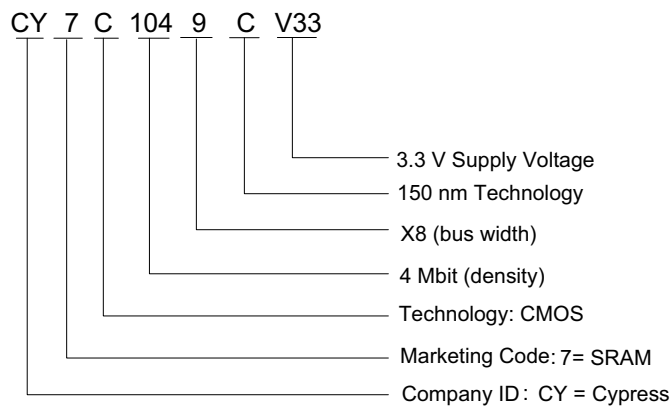 CY 7 C 104 9 C V33
3.3 V Supply Voltage
150 nm Technology
X8 (bus width)
4 Mbit (density)
Technology: CMOS
Marketing Code: 7= SRAM
Company ID: CY = Cypress